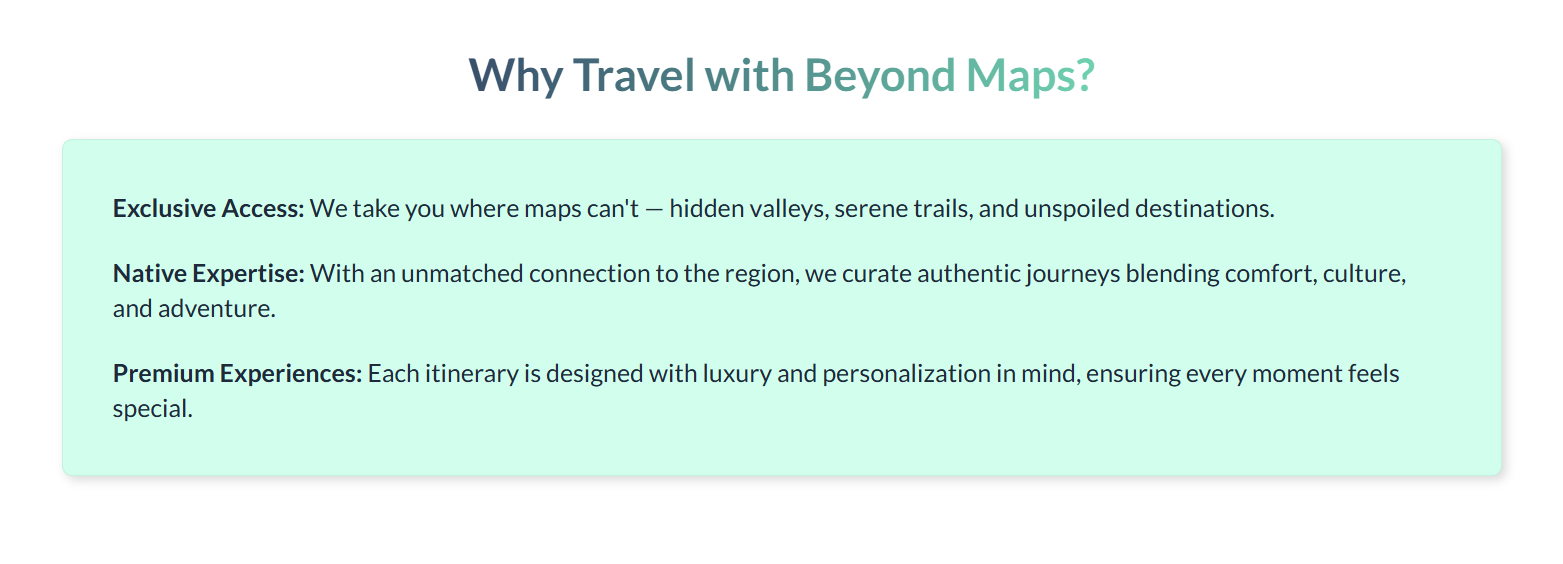 Why Travel with Beyond Maps?
Exclusive Access: We take you where maps can't — hidden valleys, serene trails, and unspoiled destinations.
Native Expertise: With an unmatched connection to the region, we curate authentic journeys blending comfort, culture,
and adventure.
Premium Experiences: Each itinerary is designed with luxury and personalization in mind, ensuring every moment feels
special.